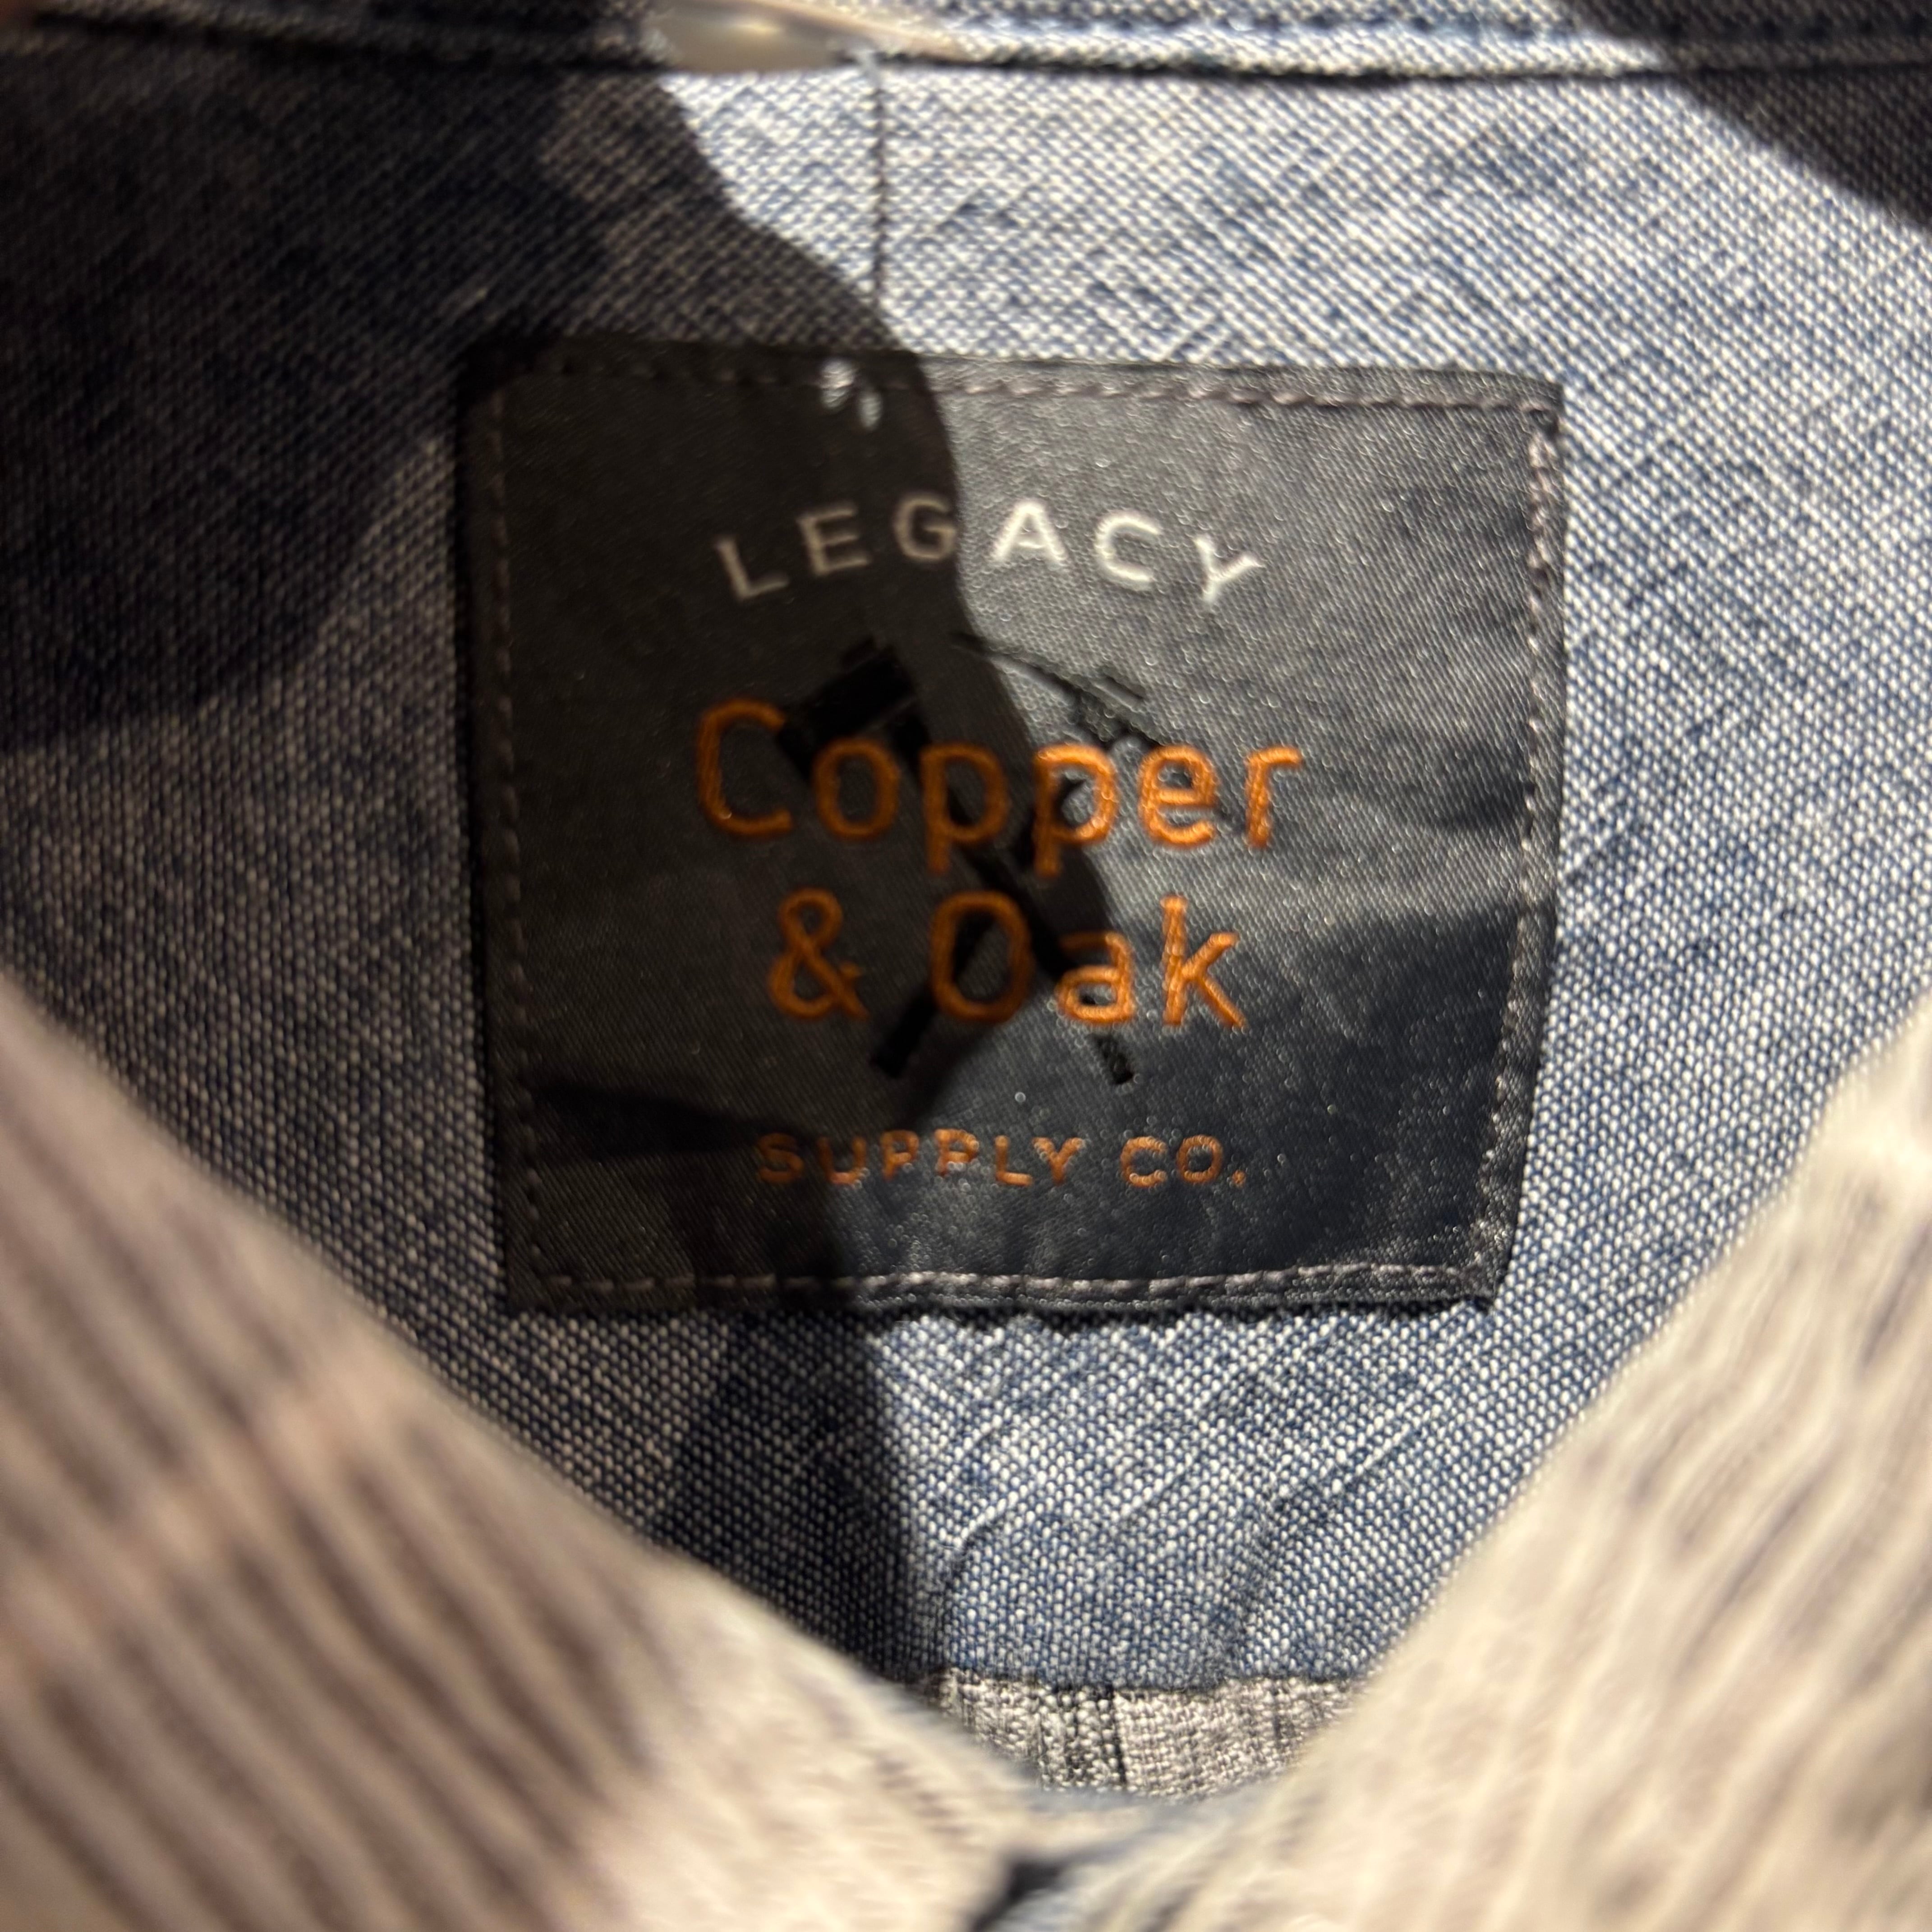 LEGACY
Copper
& Oak
SUPPLY CO.